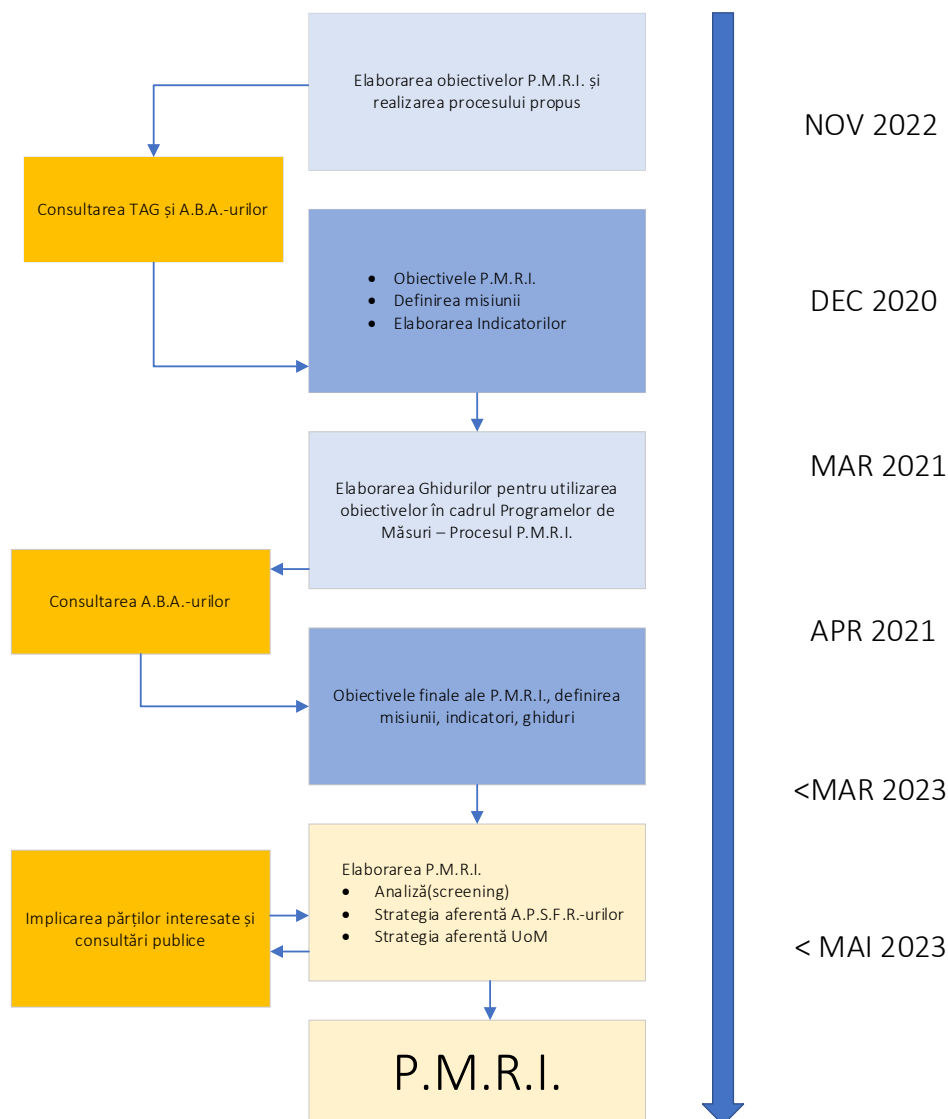 Elaborarea obiectivelor P.M.R.I. și
realizarea procesului propus
NOV 2022
Consultarea TAG și A.B.A.-urilor
• Obiectivele P.M.R.I.
• Definirea misiunii
• Elaborarea Indicatorilor
DEC 2020
Elaborarea Ghidurilor pentru utilizarea
obiectivelor în cadrul Programelor de
Măsuri – Procesul P.M.R.I.
MAR 2021
Consultarea A.B.A.-urilor
APR 2021
Obiectivele finale ale P.M.R.I., definirea
misiunii, indicatori, ghiduri
<MAR 2023
Elaborarea P.M.R.I.
• Analiză(screening)
• Strategia aferentă A.P.S.F.R.-urilor
• Strategia aferentă UoM
Implicarea părților interesate și
consultări publice
< MAI 2023
P.M.R.I.